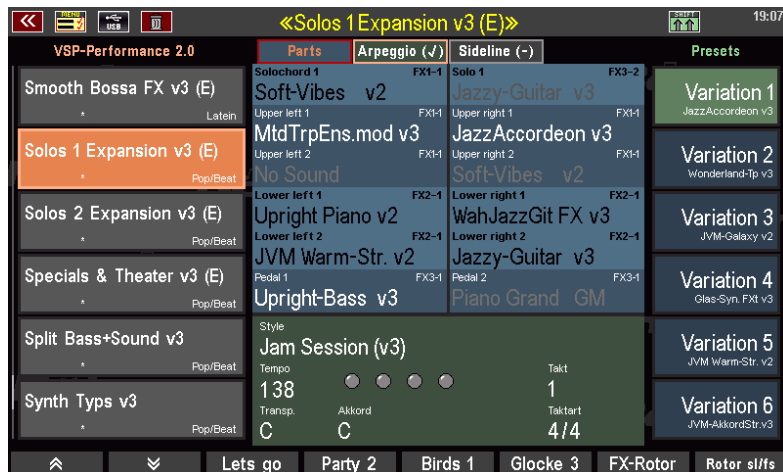 MENU
USB
«Solos 1 Expansion v3 (E)»
SHIFT
19:07
VSP-Performance 2.0
Parts
Arpeggio (√)
Sideline (-)
Presets
Smooth Bossa FX v3 (E)
* Latein
Solos 1 Expansion v3 (E)
* Pop/Beat
Solos 2 Expansion v3 (E)
* Pop/Beat
Specials & Theater v3 (E)
* Pop/Beat
Split Bass+Sound v3
* Pop/Beat
Synth Typs v3
* Pop/Beat
Solochord 1 FX1-1
Soft-Vibes v2
Solo 1 FX3-2
Jazzy-Guitar v3
Upper left 1 FX1-1
MtdTrpEns.mod v3
Upper right 1 FX1-1
JazzAccordeon v3
Upper left 2 FX1-1
No Sound
Upper right 2 FX1-1
Soft-Vibes v2
Lower left 1 FX2-1
Upright Piano v2
Lower right 1 FX2-1
WahJazzGit FX v3
Lower left 2 FX2-1
JVM Warm-Str. v2
Lower right 2 FX2-1
Jazzy-Guitar v3
Pedal 1 FX3-1
Upright-Bass v3
Pedal 2 FX3-1
Piano Grand GM
Style
Jam Session (v3)
Tempo
138
Takt
1
Transp.
C
Akkord
C
Taktart
4/4
Variation 1
JazzAccordeon v3
Variation 2
Wonderland-Tp v3
Variation 3
JVM-Galaxy v2
Variation 4
Glas-Syn. FXt v3
Variation 5
JVM Warm-Str. v2
Variation 6
JVM-AkkordStr.v3
Lets go
Party 2
Birds 1
Glocke 3
FX-Rotor
Rotor sl/fs